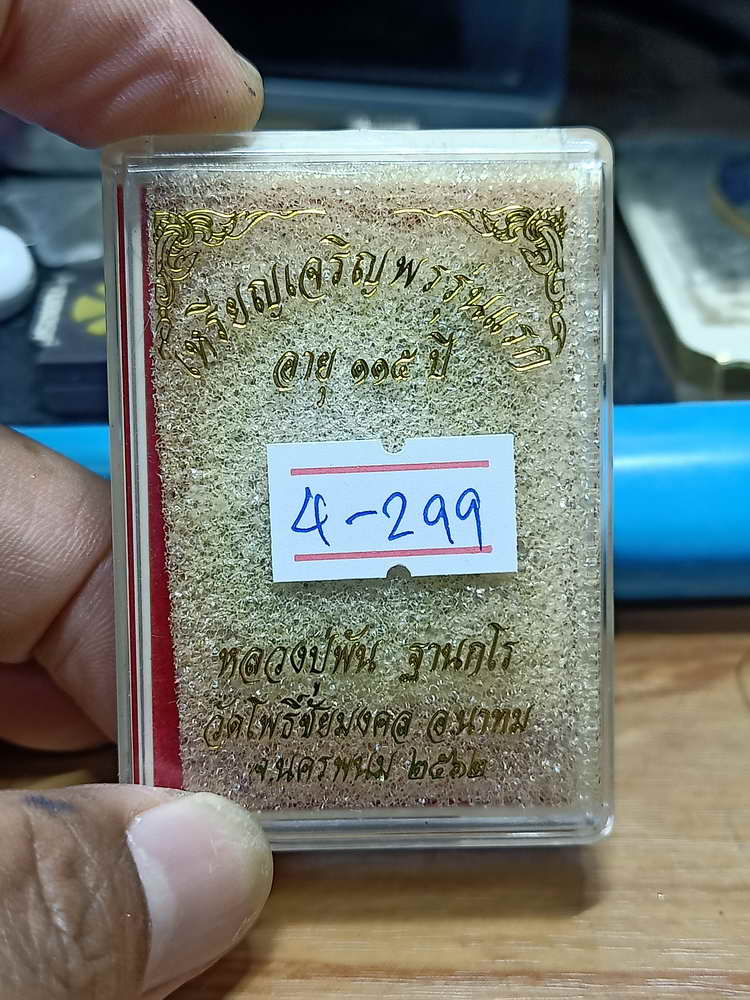 เหรียญเจริญพรรุ่นแรก
อายุ ๑๑๕ ปี
4-299
หลวงปู่พัน ฐานกโร
วัดโพธิ์ชัยมงคล อ.นาทม
จ.นครพนม ๒๕๖๒